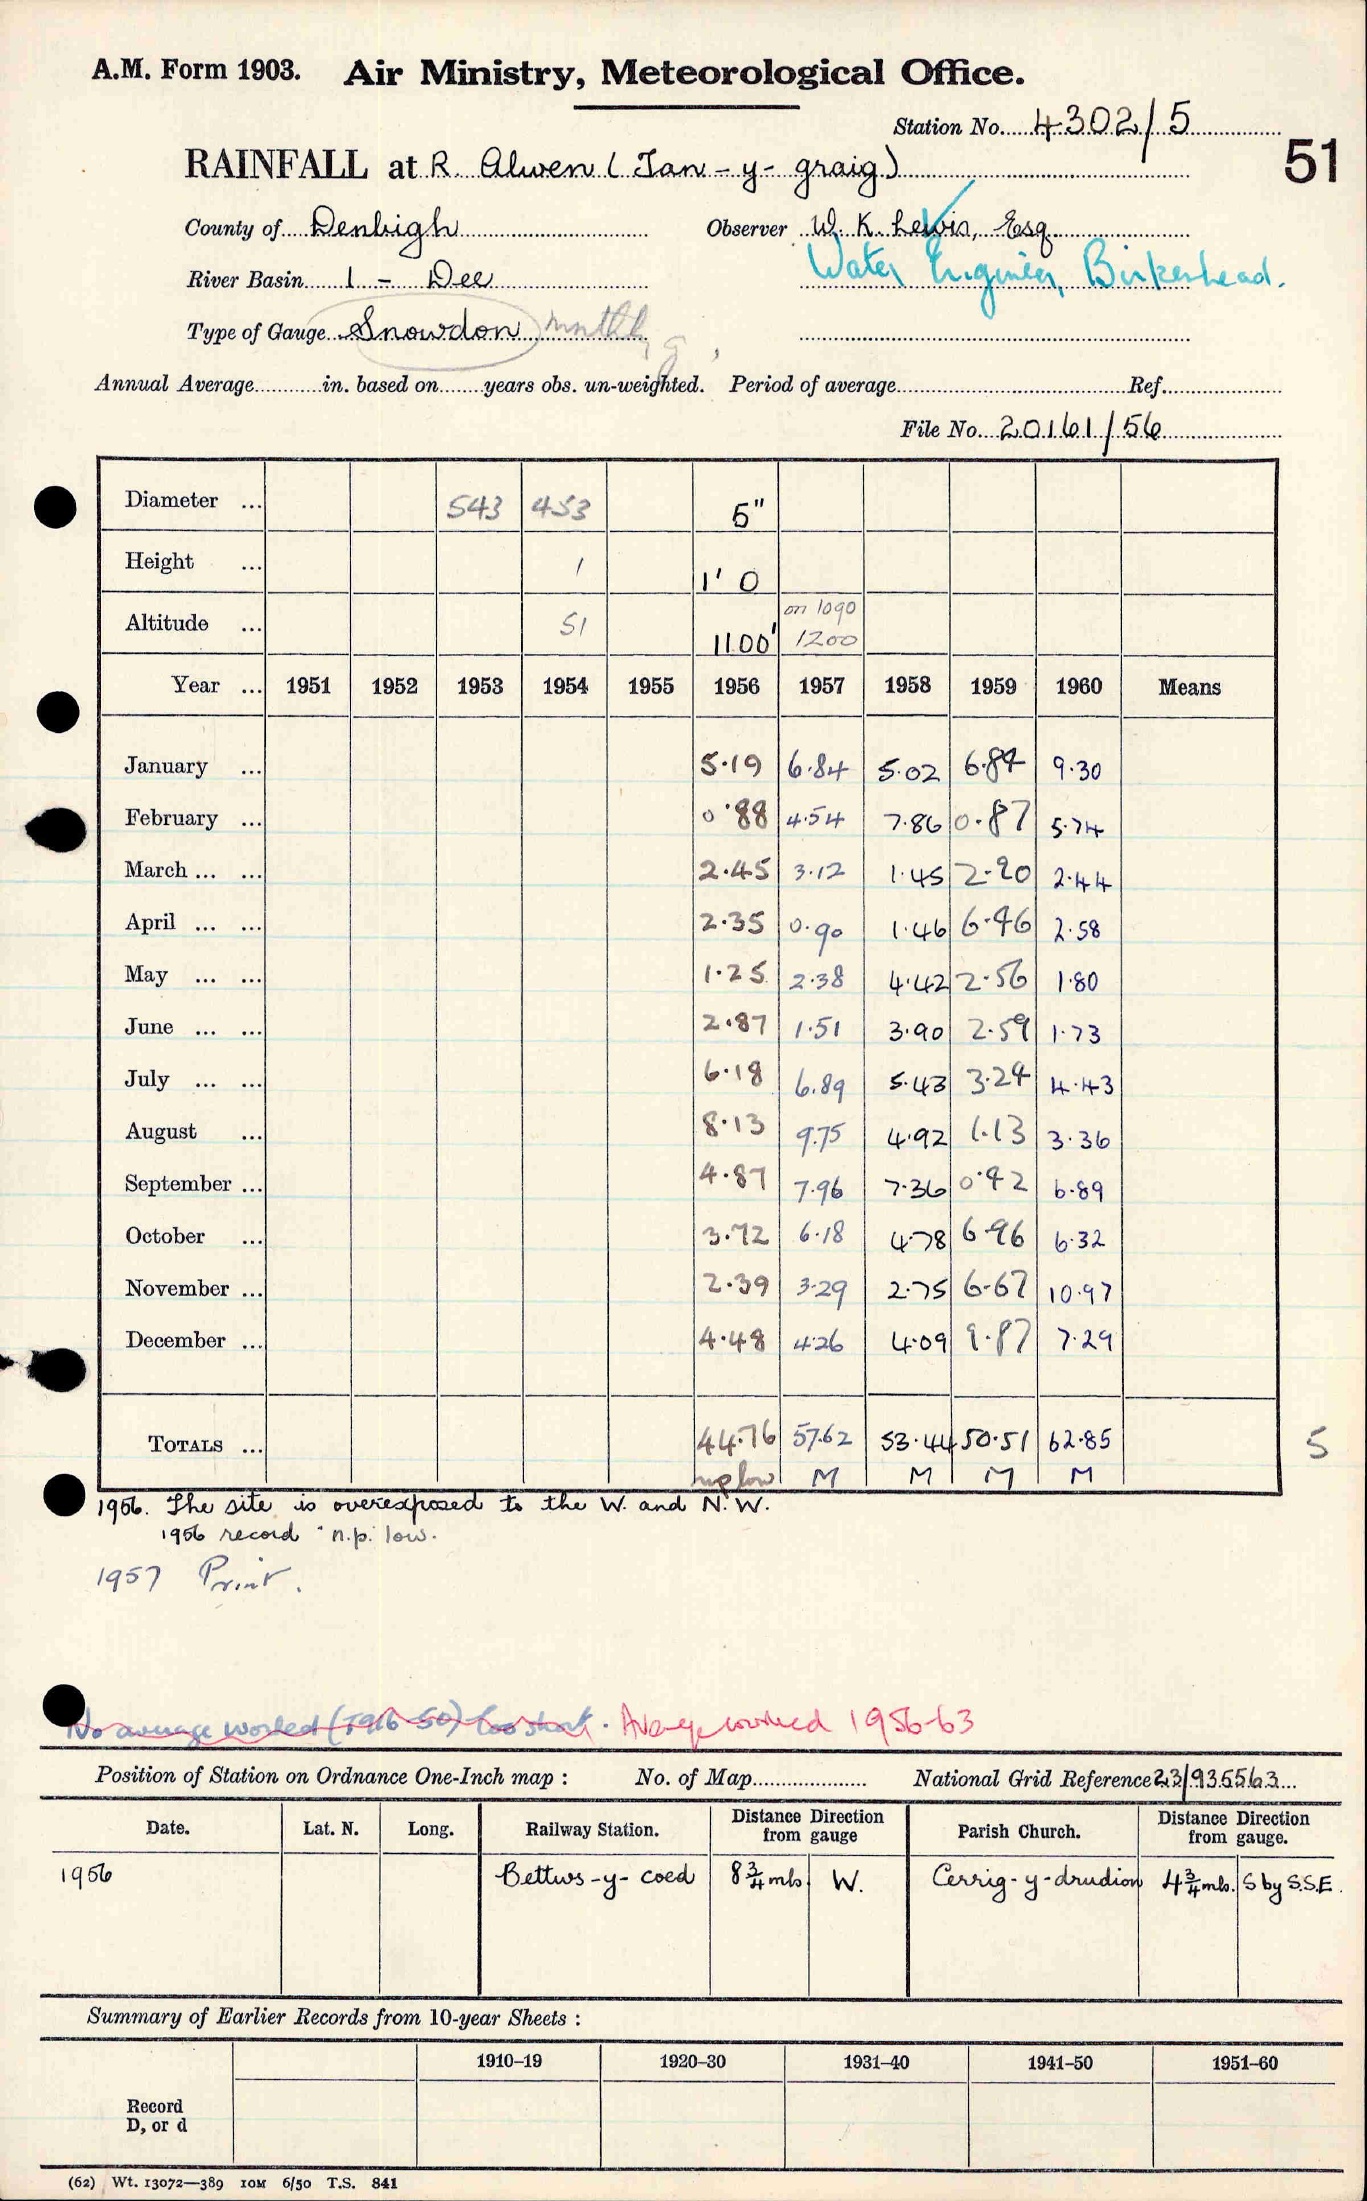 A.M. Form 1903. Air Ministry, Meteorological Office.
Station No. 4302/5
51
RAINFALL at R. Alwen (Tan-y-graig)
County of Denbigh Observer W. K. Lewis, Esq.
Water Engineer, Birkenhead.
River Basin 1 - Dee
Type of Gauge Snowdon monthly
Annual Average in. based on years obs. un-weighted. Period of average Ref.
File No. 20161/56
Diameter ... 543 453 5"
Height ... 1 1' 0
on 1090
Altitude ... 51 1100' 1200
Year ... 1951 1952 1953 1954 1955 1956 1957 1958 1959 1960 Means
January ... 5.19 6.84 5.02 6.84 9.30
February ... 0.88 4.54 7.86 0.87 5.74
March ... ... 2.45 3.12 1.45 2.20 2.44
April ... ... 2.35 0.90 1.46 6.46 2.58
May ... ... 1.25 2.38 4.42 2.56 1.80
June ... ... 2.87 1.51 3.90 2.59 1.73
July ... ... 6.18 6.89 5.43 3.24 4.43
August ... 8.13 9.75 4.92 1.13 3.36
September ... 4.87 7.96 7.36 0.42 6.89
October ... 3.72 6.18 4.78 6.96 6.32
November ... 2.39 3.29 2.75 6.67 10.97
December ... 4.48 4.26 4.09 9.87 7.29
TOTALS ... 44.76 57.62 53.44 50.51 62.85 5
np low M M M M
1956. The site is overexposed to the W. and N.W.
1956 record n.p. low.
1957 Print.
No average worked (1916-50) too short. Average worked 1956-63
Position of Station on Ordnance One-Inch map : No. of Map National Grid Reference 23/935563
Date. Lat. N. Long. Railway Station. Distance Direction from gauge Parish Church. Distance Direction from gauge.
1956 Bettws-y-coed 8 3/4 mls W. Cerrig-y-drudion 4 3/4 mls. S by S.S.E.
Summary of Earlier Records from 10-year Sheets :
1910–19 1920–30 1931–40 1941–50 1951–60
Record
D, or d
(62) Wt. 13072—389 10M 6/50 T.S. 841